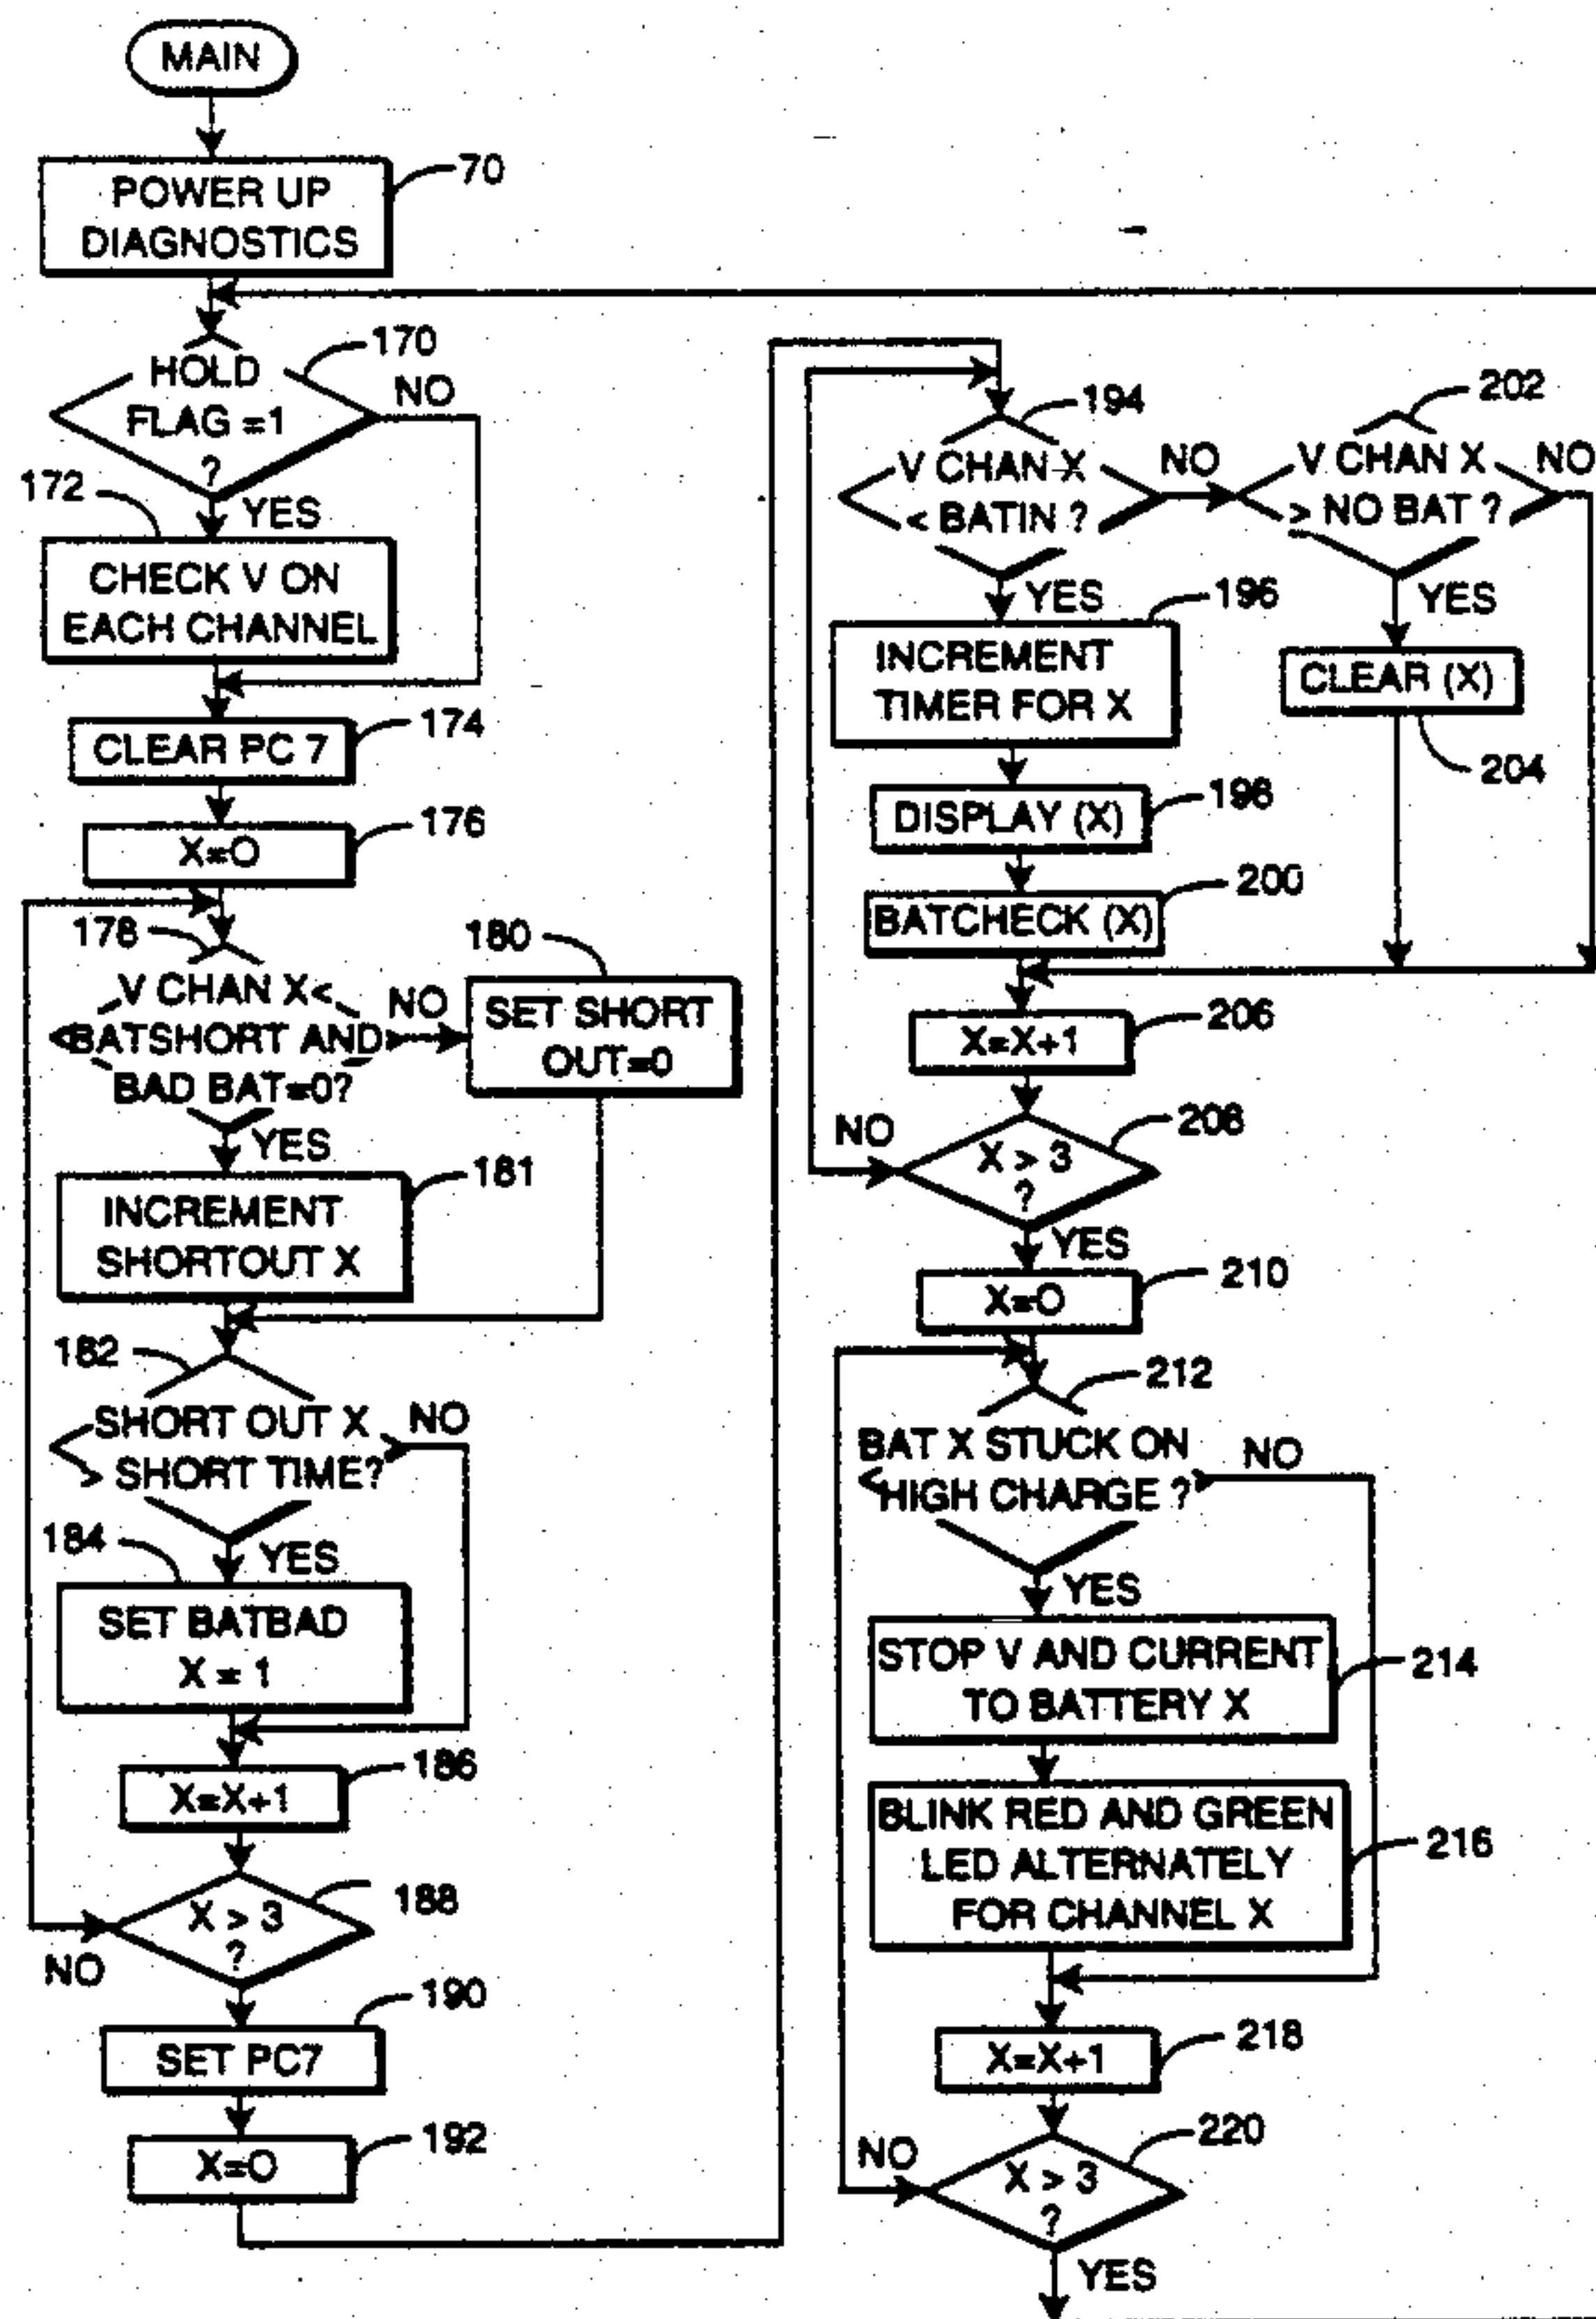 MAIN
POWER UP
DIAGNOSTICS
70
HOLD
FLAG =1
?
170
NO
172
YES
CHECK V ON
EACH CHANNEL
CLEAR PC 7
174
X=0
176
178
V CHAN X<
BATSHORT AND
BAD BAT=0?
NO
180
SET SHORT
OUT=0
YES
INCREMENT
SHORTOUT X
181
182
SHORT OUT X
> SHORT TIME?
NO
184
YES
SET BATBAD
X = 1
X=X+1
186
X > 3
?
188
NO
190
SET PC7
X=0
192
194
V CHAN X
< BATIN ?
NO
202
V CHAN X
> NO BAT ?
NO
YES
196
INCREMENT
TIMER FOR X
YES
CLEAR (X)
204
DISPLAY (X)
198
BATCHECK (X)
200
X=X+1
206
NO
X > 3
?
208
YES
X=0
210
212
BAT X STUCK ON
HIGH CHARGE ?
NO
YES
STOP V AND CURRENT
TO BATTERY X
214
BLINK RED AND GREEN
LED ALTERNATELY
FOR CHANNEL X
216
X=X+1
218
NO
X > 3
?
220
YES